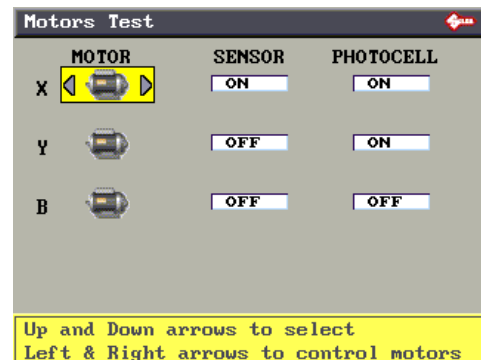 Motors Test
MOTOR SENSOR PHOTOCELL
X ON ON
Y OFF ON
B OFF OFF
Up and Down arrows to select
Left & Right arrows to control motors